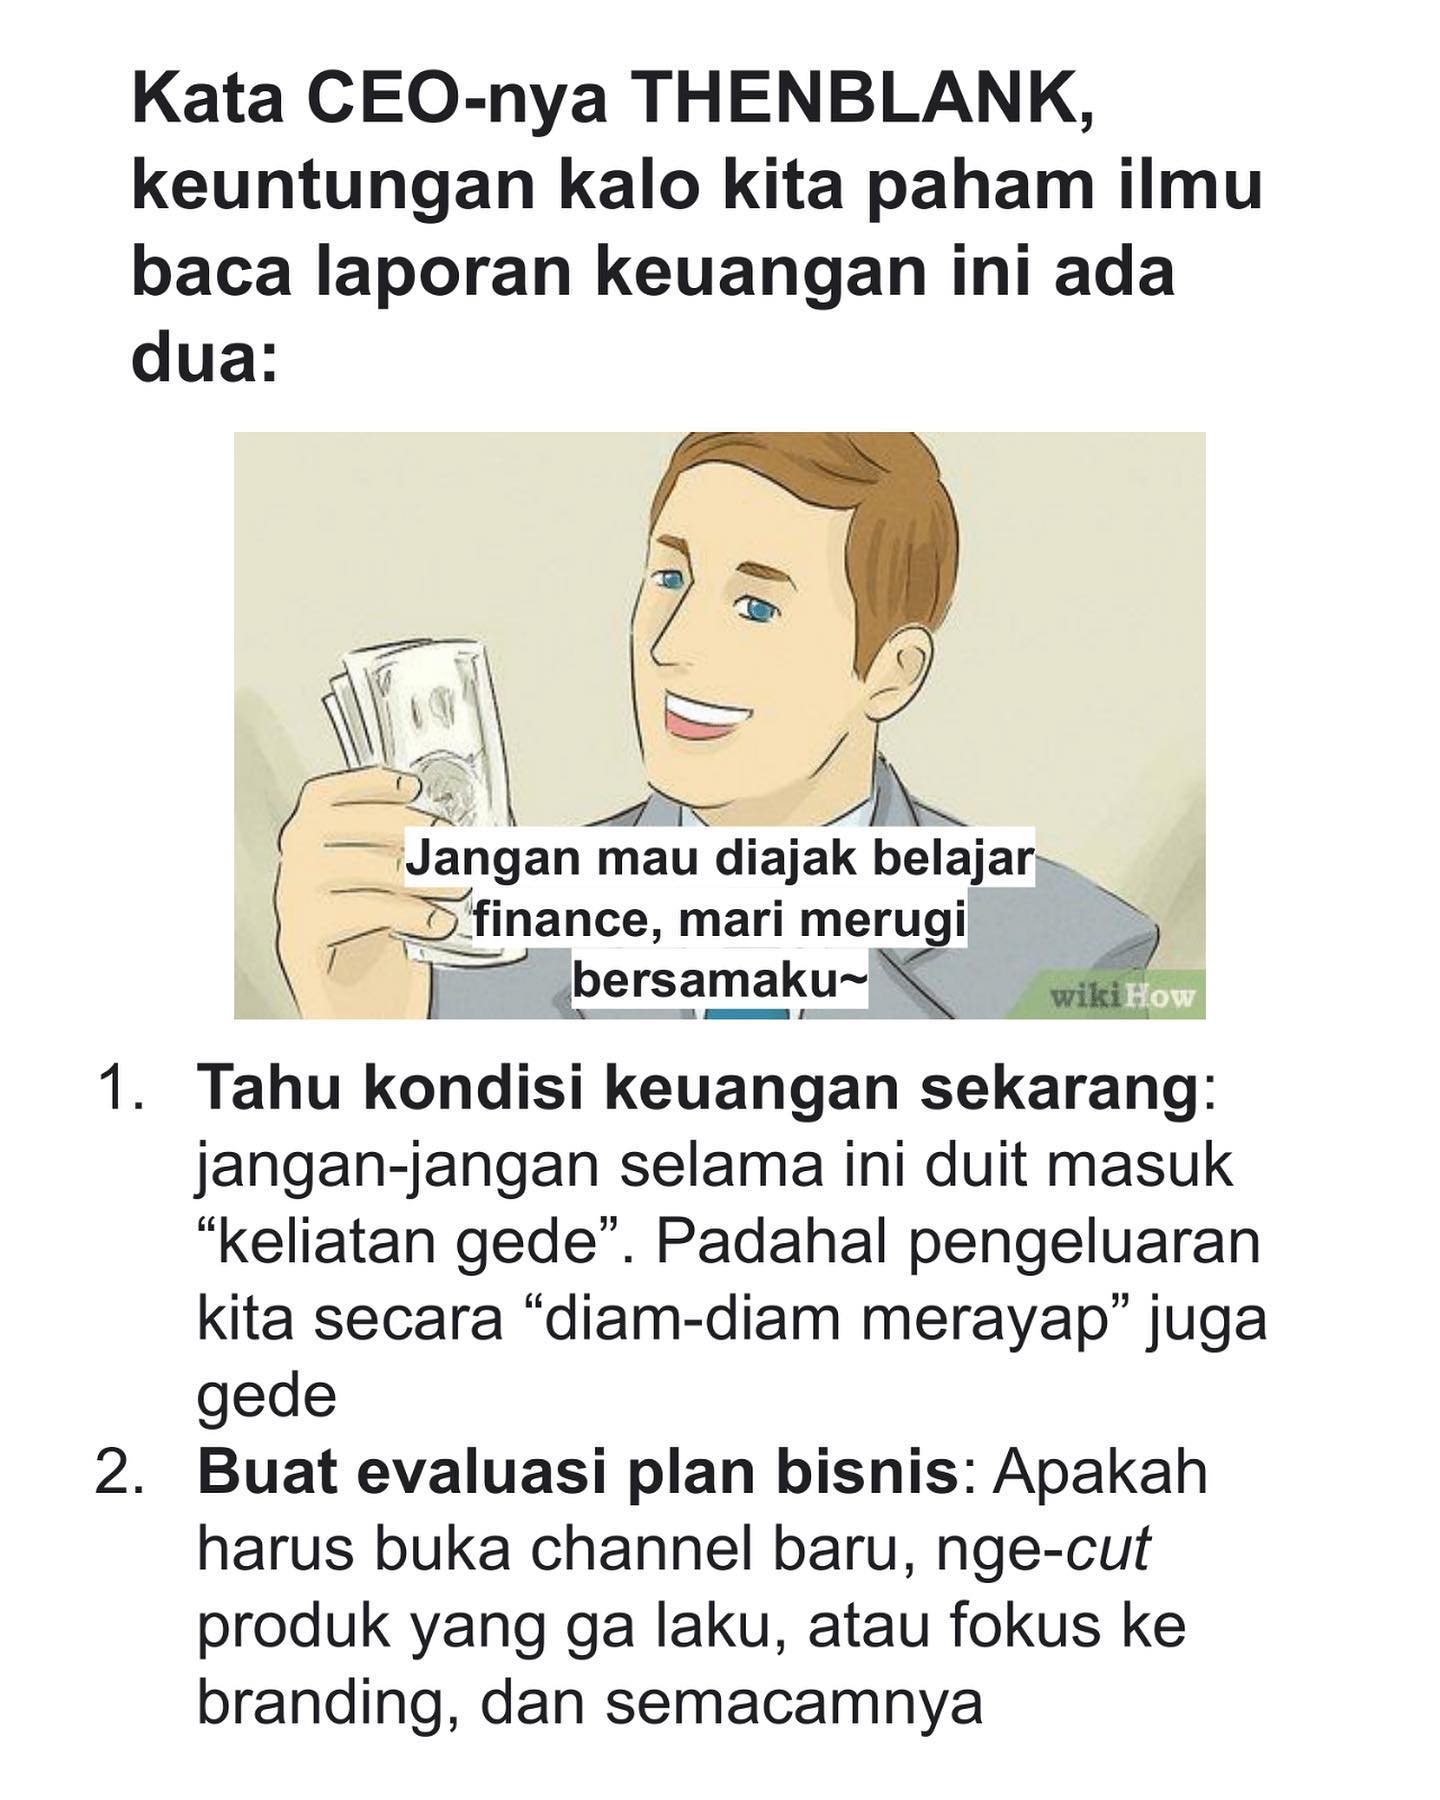 Kata CEO-nya THENBLANK,
keuntungan kalo kita paham ilmu
baca laporan keuangan ini ada
dua:
Jangan mau diajak belajar
finance, mari merugi
bersamaku~
wikiHow
1. Tahu kondisi keuangan sekarang:
jangan-jangan selama ini duit masuk
“keliatan gede”. Padahal pengeluaran
kita secara “diam-diam merayap” juga
gede
2. Buat evaluasi plan bisnis: Apakah
harus buka channel baru, nge-cut
produk yang ga laku, atau fokus ke
branding, dan semacamnya